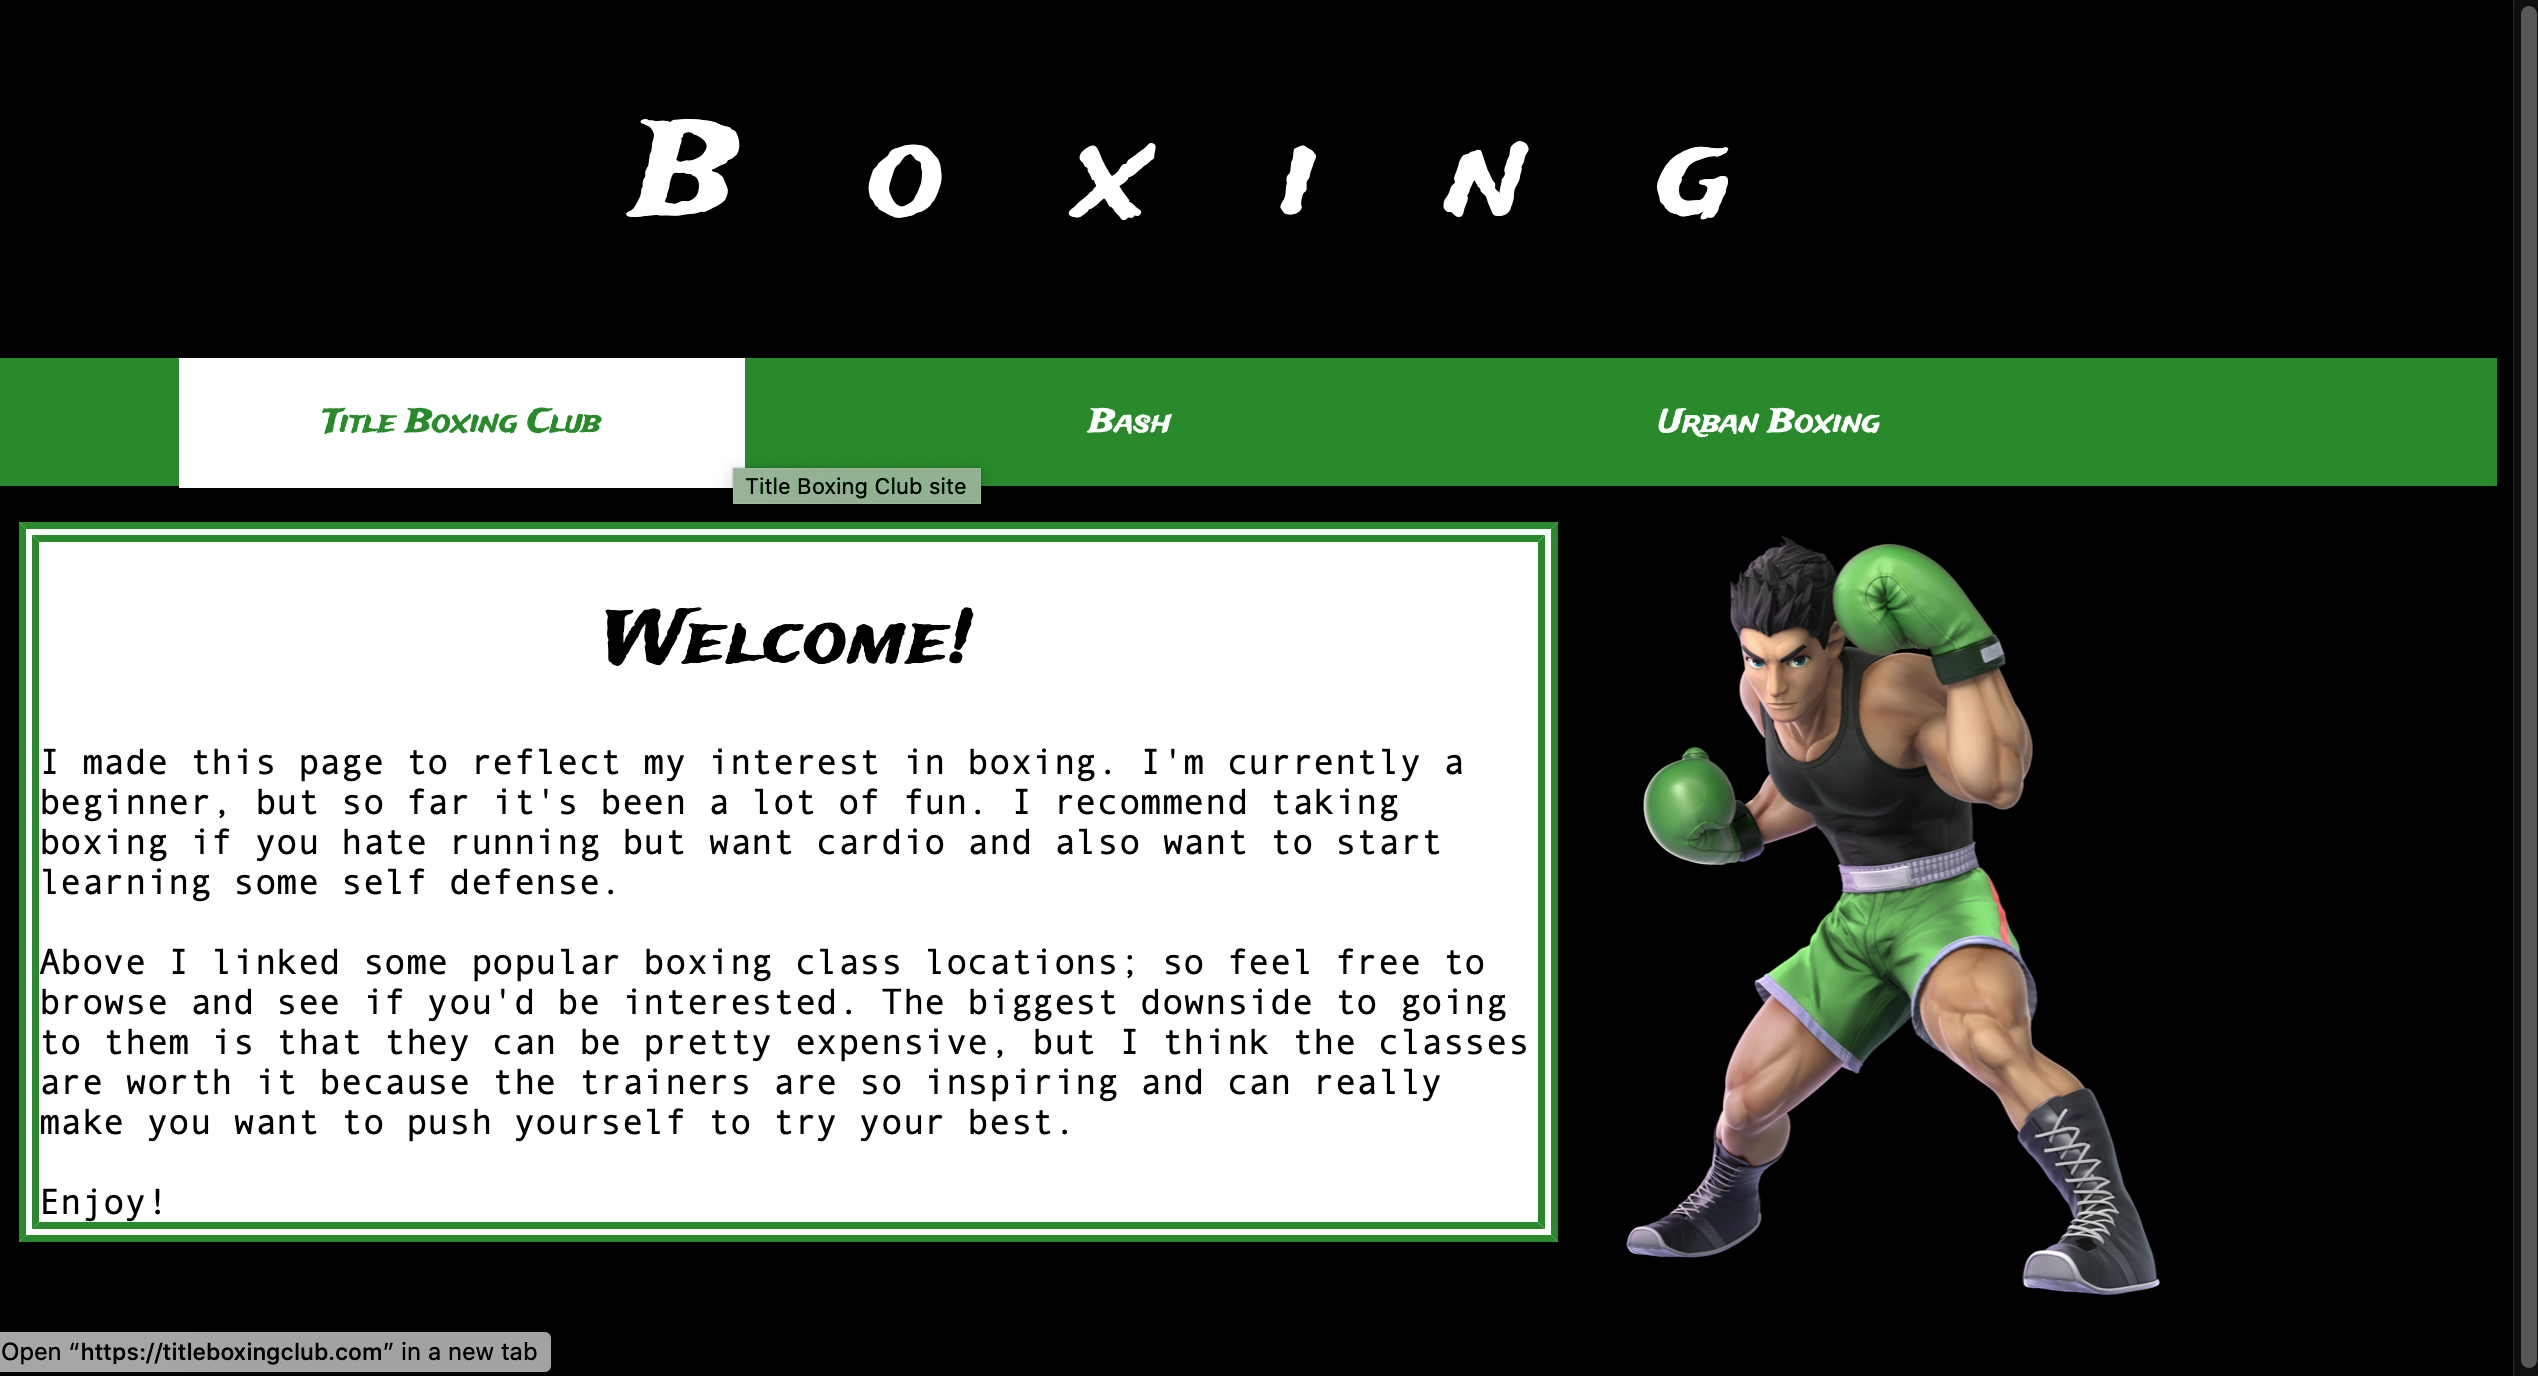 Boxing
Title Boxing Club
Bash
Urban Boxing
Title Boxing Club site
Welcome!
I made this page to reflect my interest in boxing. I'm currently a
beginner, but so far it's been a lot of fun. I recommend taking
boxing if you hate running but want cardio and also want to start
learning some self defense.
Above I linked some popular boxing class locations; so feel free to
browse and see if you'd be interested. The biggest downside to going
to them is that they can be pretty expensive, but I think the classes
are worth it because the trainers are so inspiring and can really
make you want to push yourself to try your best.
Enjoy!
Open “https://titleboxingclub.com” in a new tab